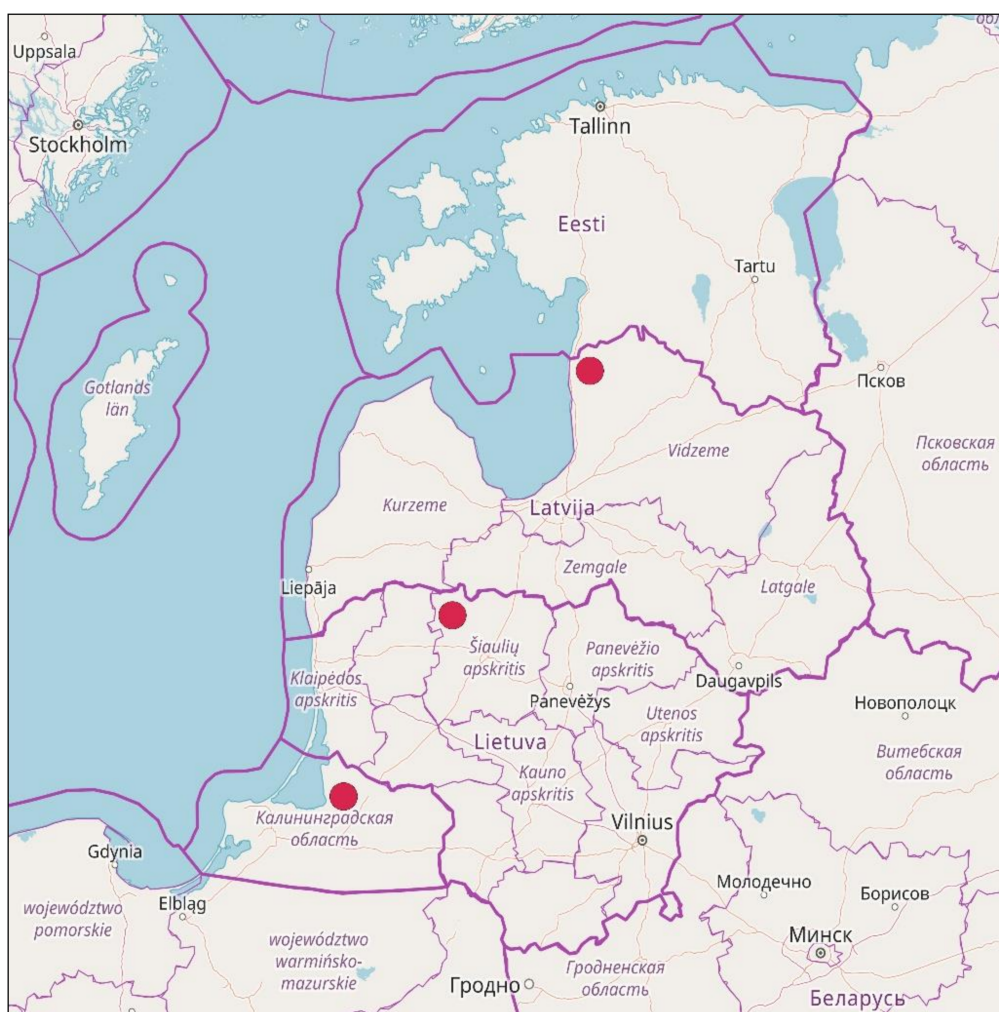 Uppsala
Stockholm
Tallinn
Eesti
Tartu
Псков
Псковская
область
Gotlands
län
Vidzeme
Kurzeme
Latvija
Zemgale
Latgale
Liepāja
Šiaulių
apskritis
Panevėžio
apskritis
Klaipėdos
apskritis
Daugavpils
Panevėžys
Utenos
apskritis
Новополоцк
Lietuva
Витебская
область
Kauno
apskritis
Калининградская
область
Vilnius
Gdynia
Молодечно
Борисов
Elbląg
województwo
pomorskie
Минск
województwo
warmińsko-
mazurskie
Гродно
Гродненская
область
Беларусь